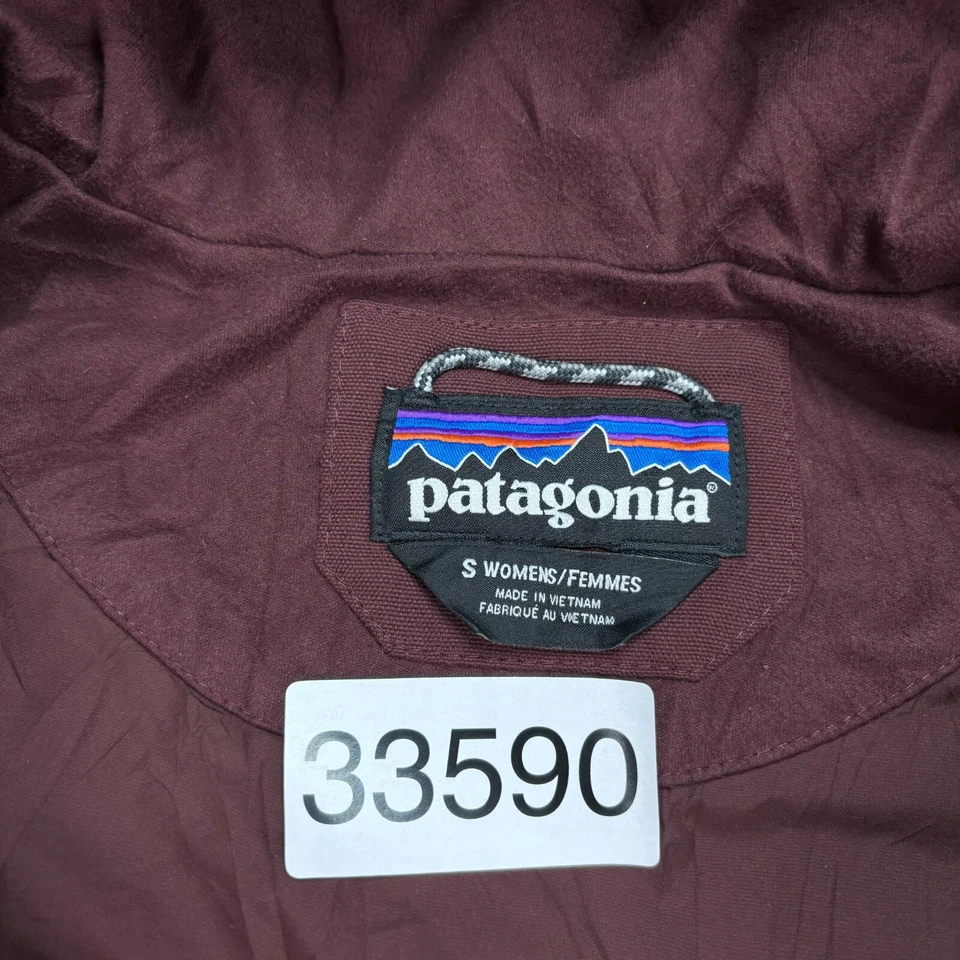 patagonia®
S WOMENS/FEMMES
MADE IN VIETNAM
FABRIQUÉ AU VIETNAM
33590